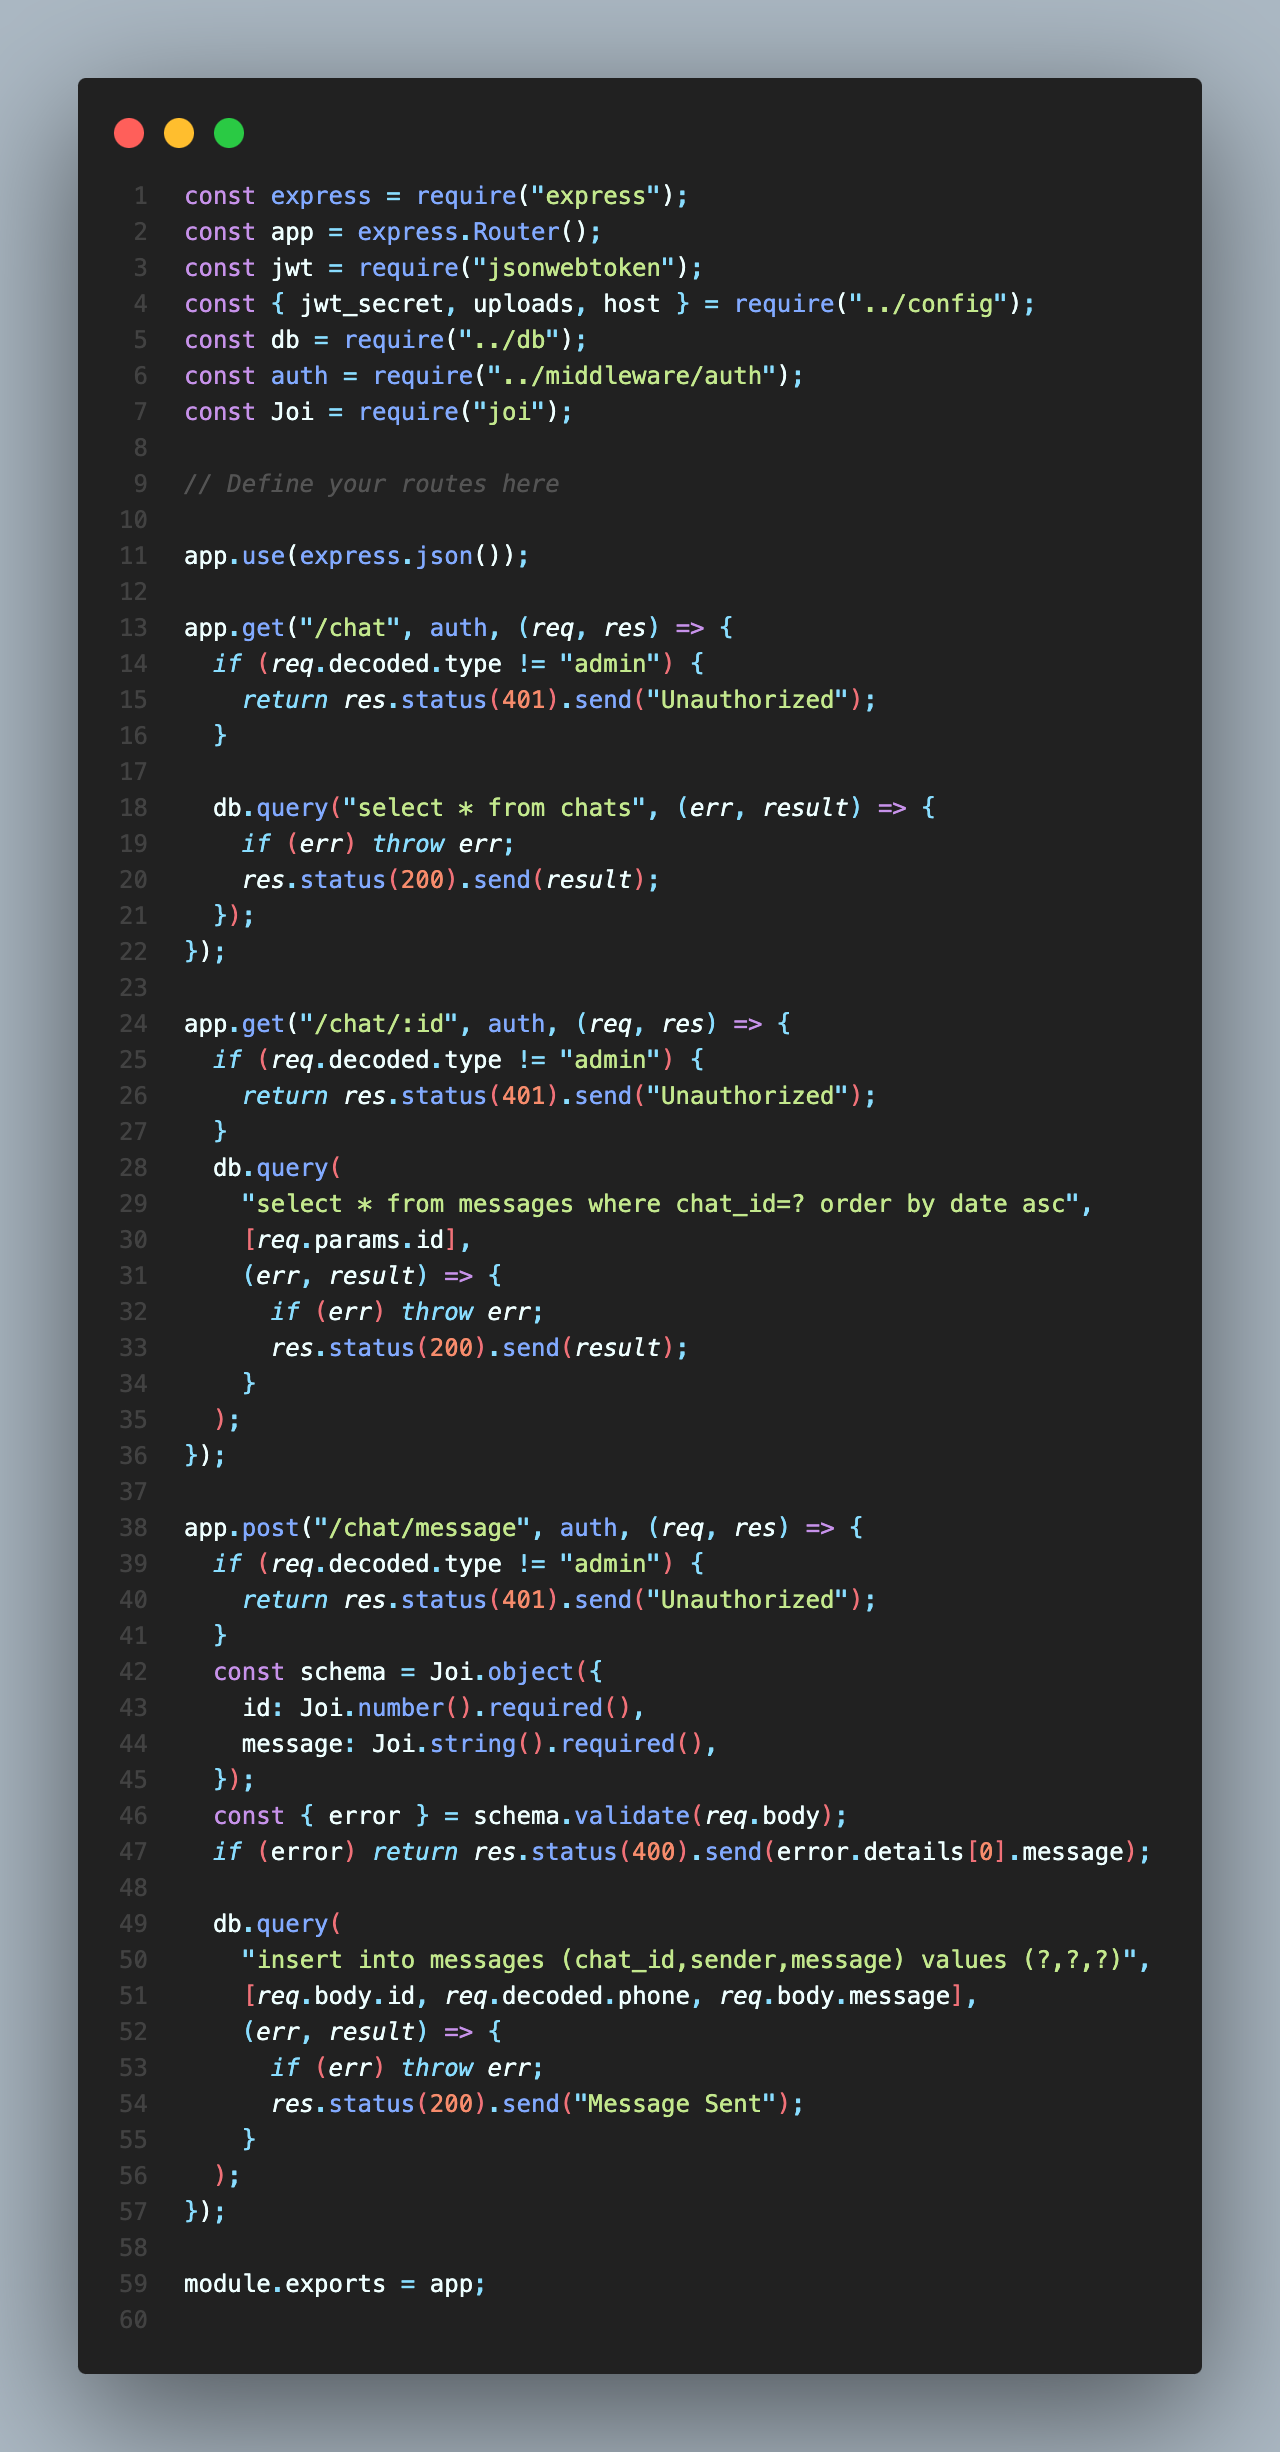 1 const express = require("express");
2 const app = express.Router();
3 const jwt = require("jsonwebtoken");
4 const { jwt_secret, uploads, host } = require("../config");
5 const db = require("../db");
6 const auth = require("../middleware/auth");
7 const Joi = require("joi");
8
9 // Define your routes here
10
11 app.use(express.json());
12
13 app.get("/chat", auth, (req, res) => {
14   if (req.decoded.type != "admin") {
15     return res.status(401).send("Unauthorized");
16   }
17
18   db.query("select * from chats", (err, result) => {
19     if (err) throw err;
20     res.status(200).send(result);
21   });
22 });
23
24 app.get("/chat/:id", auth, (req, res) => {
25   if (req.decoded.type != "admin") {
26     return res.status(401).send("Unauthorized");
27   }
28   db.query(
29     "select * from messages where chat_id=? order by date asc",
30     [req.params.id],
31     (err, result) => {
32       if (err) throw err;
33       res.status(200).send(result);
34     }
35   );
36 });
37
38 app.post("/chat/message", auth, (req, res) => {
39   if (req.decoded.type != "admin") {
40     return res.status(401).send("Unauthorized");
41   }
42   const schema = Joi.object({
43     id: Joi.number().required(),
44     message: Joi.string().required(),
45   });
46   const { error } = schema.validate(req.body);
47   if (error) return res.status(400).send(error.details[0].message);
48
49   db.query(
50     "insert into messages (chat_id,sender,message) values (?,?,?)",
51     [req.body.id, req.decoded.phone, req.body.message],
52     (err, result) => {
53       if (err) throw err;
54       res.status(200).send("Message Sent");
55     }
56   );
57 });
58
59 module.exports = app;
60